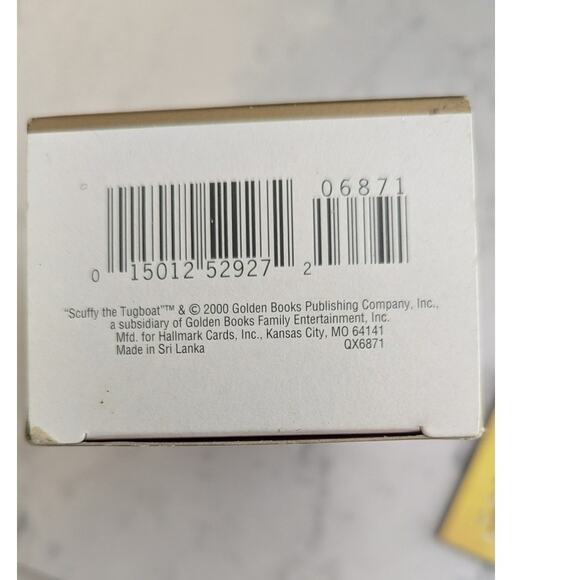 06871
0 15012 52927 2
"Scuffy the Tugboat"™ & © 2000 Golden Books Publishing Company, Inc.,
a subsidiary of Golden Books Family Entertainment, Inc.
Mfd. for Hallmark Cards, Inc., Kansas City, MO 64141
Made in Sri Lanka QX6871